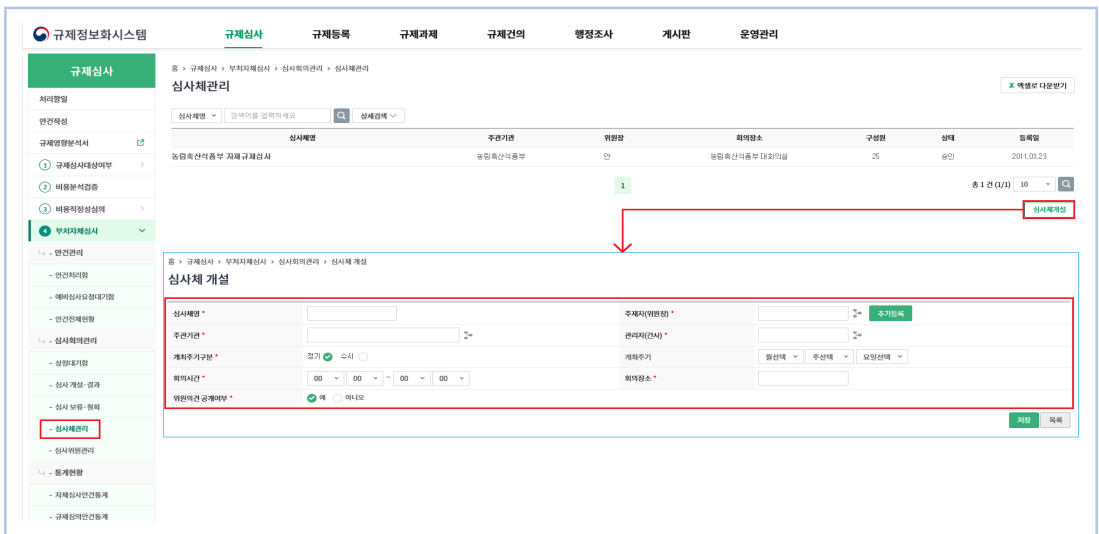 규제정보화시스템
규제심사 규제등록 규제과제 규제건의 행정조사 게시판 운영관리
규제심사
처리할일
안건작성
규제영향분석서
1 규제심사대상여부
2 비용분석검증
3 비용적정성심의
4 부처자체심사
- 안건관리
- 안건처리함
- 예비심사요청대기함
- 안건전체현황
- 심사회의관리
- 상정대기함
- 심사 개설·결과
- 심사 보류·철회
- 심사체관리
- 심사위원관리
- 통계현황
- 자체심사안건통계
- 규제심의안건통계
홈 > 규제심사 > 부처자체심사 > 심사회의관리 > 심사체관리
심사체관리
X 엑셀로 다운받기
심사체명 검색어를 입력하세요 상세검색
심사체명 주관기관 위원장 회의장소 구성원 상태 등록일
농림축산식품부 자체규제심사 농림축산식품부 안 농림축산식품부 대회의실 25 승인 2011.03.23
1
총 1 건 (1/1) 10
심사체개설
홈 > 규제심사 > 부처자체심사 > 심사회의관리 > 심사체 개설
심사체 개설
심사체명 * 주재자(위원장) * 추가등록
주관기관 * 관리자(간사) *
개최주기구분 * 정기 수시 개최주기 월선택 주선택 요일선택
회의시간 * 00 00 ~ 00 00 회의장소 *
위원의견 공개여부 * 예 아니오
저장 목록